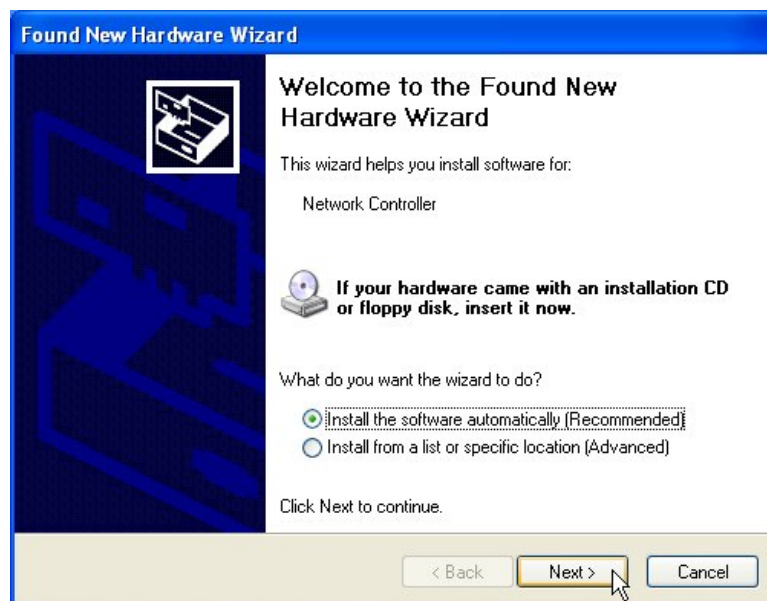 Found New Hardware Wizard
Welcome to the Found New
Hardware Wizard
This wizard helps you install software for:
Network Controller
If your hardware came with an installation CD
or floppy disk, insert it now.
What do you want the wizard to do?
Install the software automatically (Recommended)
Install from a list or specific location (Advanced)
Click Next to continue.
< Back Next > Cancel